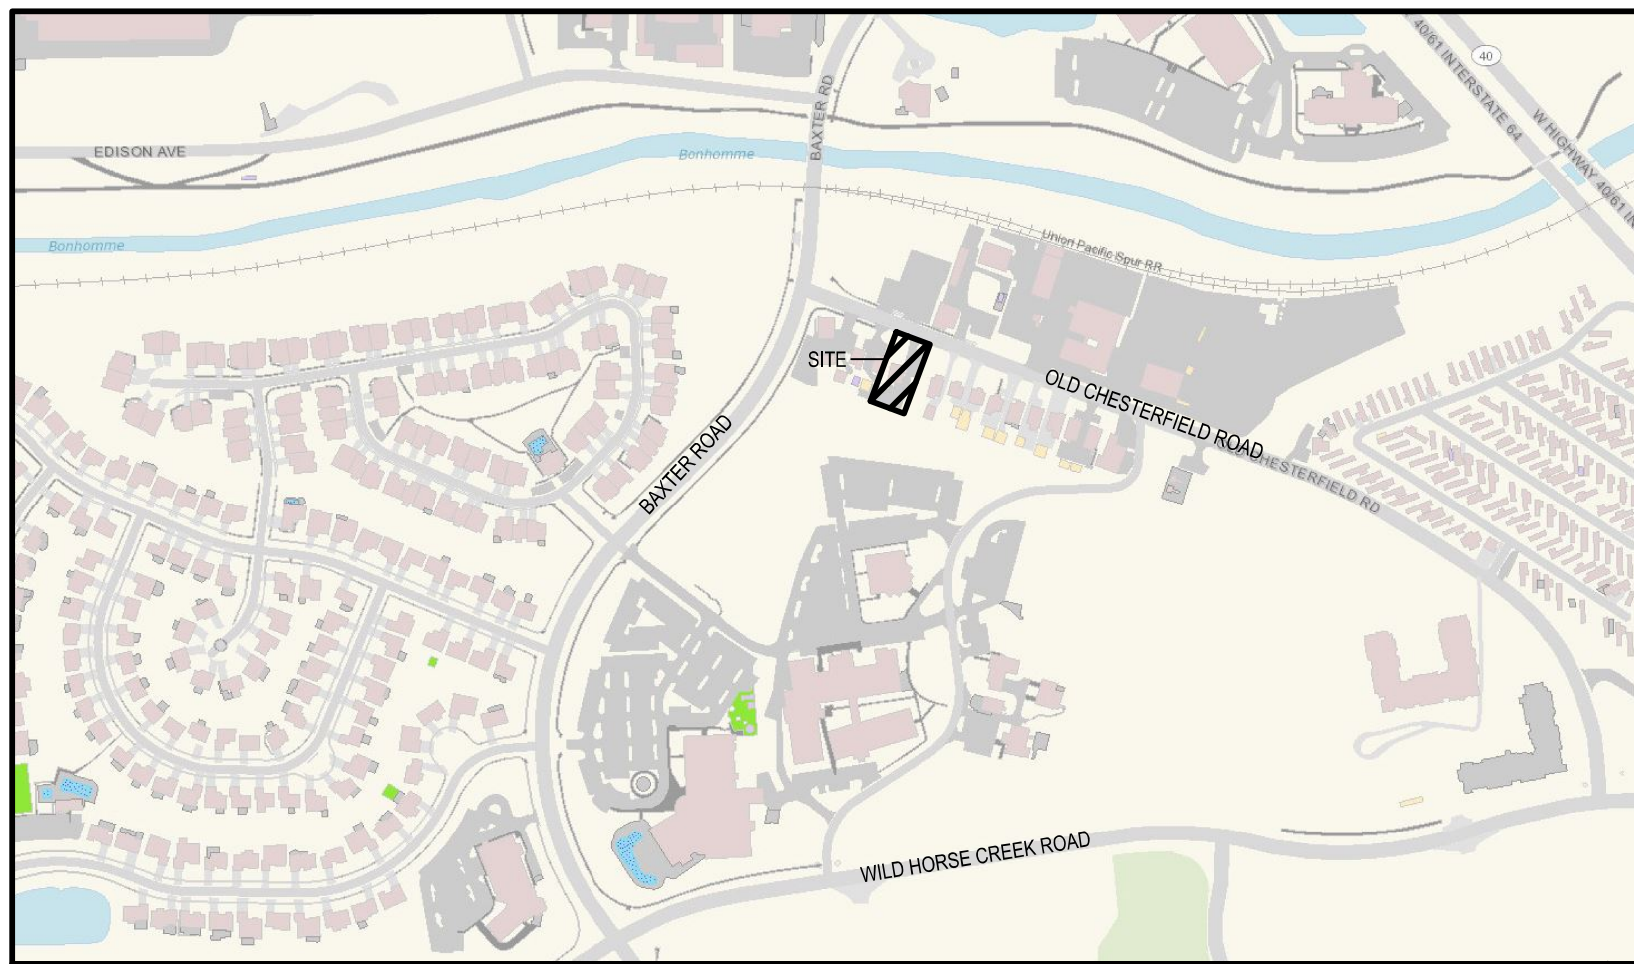 40/61 INTERSTATE 64
40
W HIGHWAY 40/61 IN
BAXTER RD
EDISON AVE
Bonhomme
Bonhomme
Union Pacific Spur RR
SITE
OLD CHESTERFIELD ROAD
CHESTERFIELD RD
BAXTER ROAD
WILD HORSE CREEK ROAD